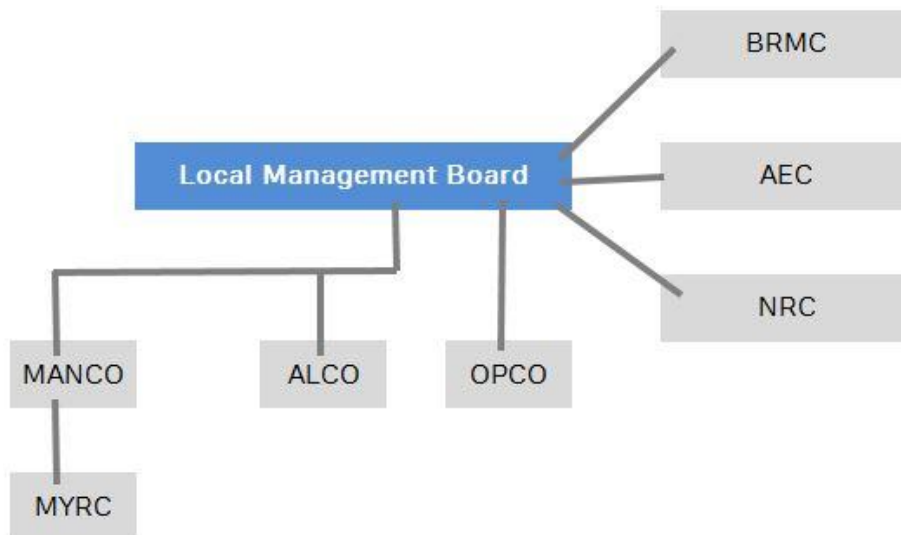 BRMC
Local Management Board
AEC
NRC
MANCO
ALCO
OPCO
MYRC